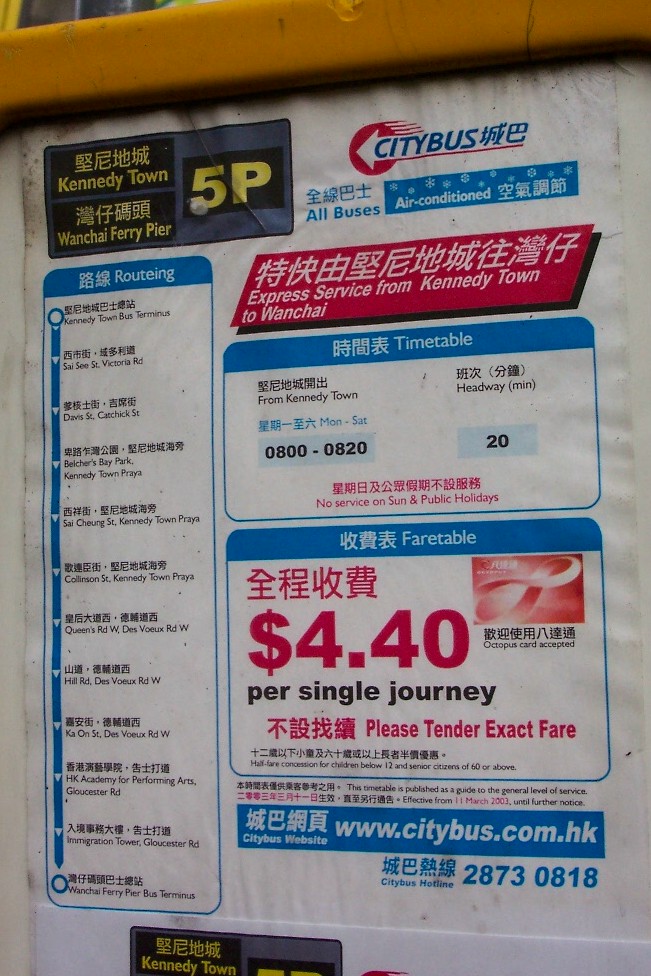 堅尼地城
Kennedy Town
灣仔碼頭
Wanchai Ferry Pier
5P
CITYBUS 城巴
全線巴士
All Buses
Air-conditioned 空氣調節
特快由堅尼地城往灣仔
Express Service from Kennedy Town
to Wanchai
路線 Routeing
堅尼地城巴士總站
Kennedy Town Bus Terminus
西市街，域多利道
Sai See St, Victoria Rd
爹核士街，吉席街
Davis St, Catchick St
卑路乍灣公園，堅尼地城海旁
Belcher's Bay Park,
Kennedy Town Praya
西祥街，堅尼地城海旁
Sai Cheung St, Kennedy Town Praya
歌連臣街，堅尼地城海旁
Collinson St, Kennedy Town Praya
皇后大道西，德輔道西
Queen's Rd W, Des Voeux Rd W
山道，德輔道西
Hill Rd, Des Voeux Rd W
嘉安街，德輔道西
Ka On St, Des Voeux Rd W
香港演藝學院，告士打道
HK Academy for Performing Arts,
Gloucester Rd
入境事務大樓，告士打道
Immigration Tower, Gloucester Rd
灣仔碼頭巴士總站
Wanchai Ferry Pier Bus Terminus
時間表 Timetable
堅尼地城開出
From Kennedy Town
班次（分鐘）
Headway (min)
星期一至六 Mon - Sat
0800 - 0820
20
星期日及公眾假期不設服務
No service on Sun & Public Holidays
收費表 Faretable
全程收費
$4.40
per single journey
八達通
歡迎使用八達通
Octopus card accepted
不設找續 Please Tender Exact Fare
十二歲以下小童及六十歲或以上長者半價優惠。
Half-fare concession for children below 12 and senior citizens of 60 or above.
本時間表僅供乘客參考之用。 This timetable is published as a guide to the general level of service.
二零零三年三月十一日生效，直至另行通告。Effective from 11 March 2003, until further notice.
城巴網頁
Citybus Website
www.citybus.com.hk
城巴熱線
Citybus Hotline
2873 0818
堅尼地城
Kennedy Town
5P